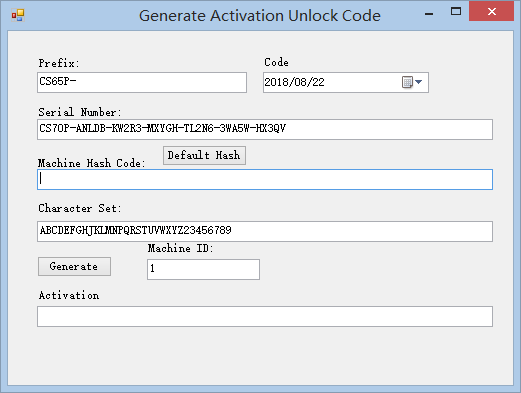 Generate Activation Unlock Code
Prefix:
Code
CS65P-
2018/08/22
Serial Number:
CS70P-ANLDB-KW2R3-MXYGH-TL2N6-3WA5W-HX3QV
Machine Hash Code:
Default Hash
Character Set:
ABCDEFGHJKLMNPQRSTUVWXYZ23456789
Machine ID:
Generate
1
Activation